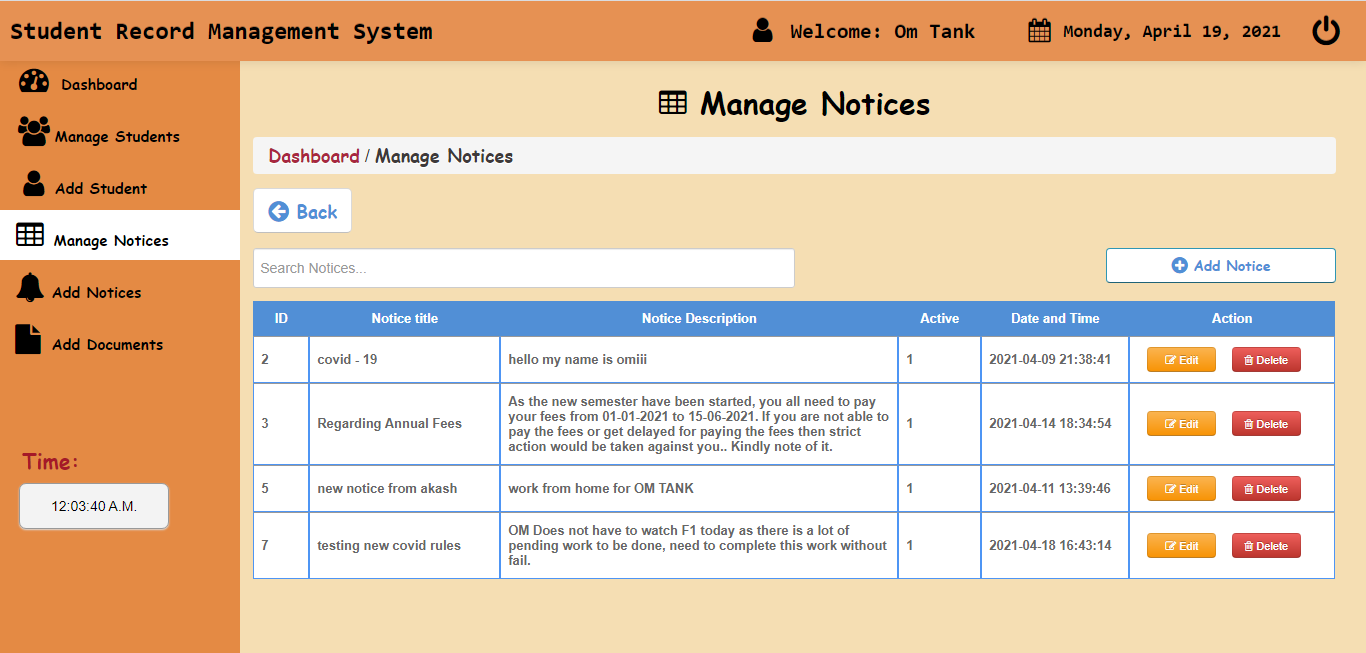 Student Record Management System
Welcome: Om Tank
Monday, April 19, 2021
Dashboard
Manage Students
Add Student
Manage Notices
Add Notices
Add Documents
Time:
12:03:40 A.M.
Manage Notices
Dashboard / Manage Notices
Back
Search Notices...
Add Notice
ID Notice title Notice Description Active Date and Time Action
2 covid - 19 hello my name is omiii 1 2021-04-09 21:38:41 Edit Delete
3 Regarding Annual Fees
As the new semester have been started, you all need to pay
your fees from 01-01-2021 to 15-06-2021. If you are not able to
pay the fees or get delayed for paying the fees then strict
action would be taken against you.. Kindly note of it.
1 2021-04-14 18:34:54 Edit Delete
5 new notice from akash work from home for OM TANK 1 2021-04-11 13:39:46 Edit Delete
7 testing new covid rules
OM Does not have to watch F1 today as there is a lot of
pending work to be done, need to complete this work without
fail.
1 2021-04-18 16:43:14 Edit Delete